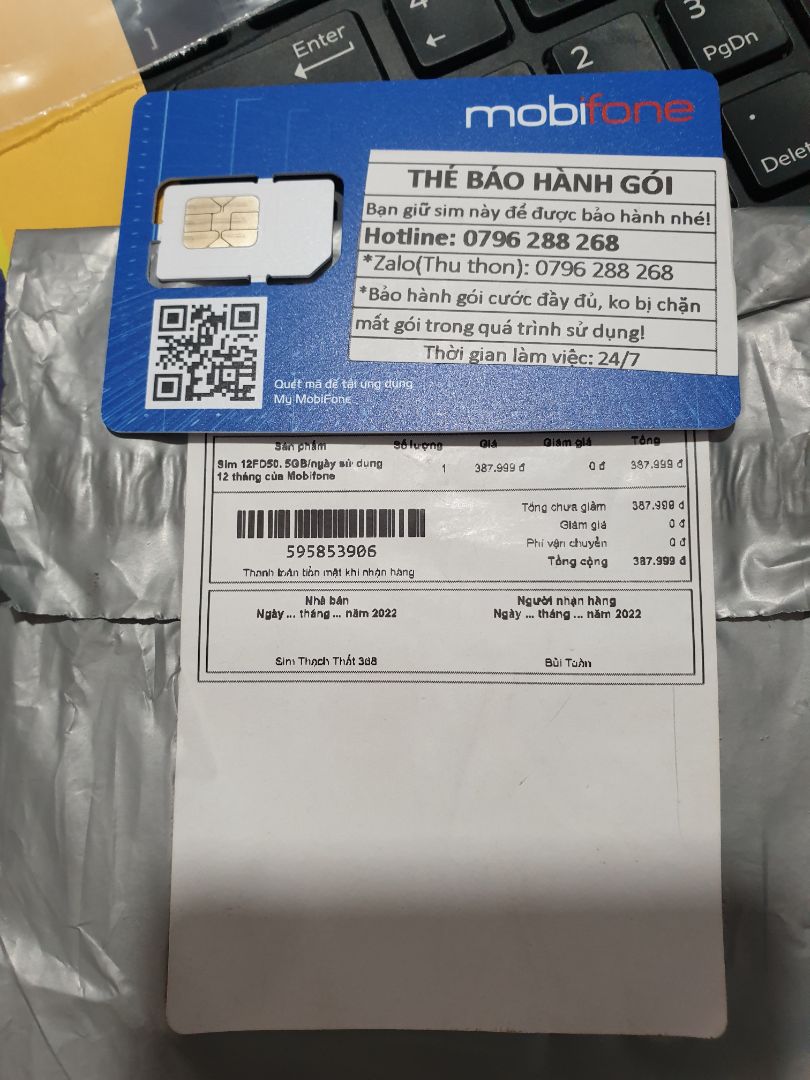 ]
Enter
4
←
2
3
PgDn
.
Delet
mobifone
THẺ BẢO HÀNH GÓI
Bạn giữ sim này để được bảo hành nhé!
Hotline: 0796 288 268
*Zalo(Thu thon): 0796 288 268
*Bảo hành gói cước đầy đủ, ko bị chặn
mất gói trong quá trình sử dụng!
Thời gian làm việc: 24/7
Quét mã để tải ứng dụng
My MobiFone
Sản phẩm Số lượng Giá Giảm giá Tổng
Sim 12FD50. 5GB/ngày sử dụng 1 387.999 đ 0 đ 387.999 đ
12 tháng của Mobifone
Tổng chưa giảm 387.999 đ
Giảm giá 0 đ
Phí vận chuyển 0 đ
Tổng cộng 387.999 đ
595853906
Thanh toán tiền mặt khi nhận hàng
Nhà bán Người nhận hàng
Ngày ... tháng ... năm 2022 Ngày ... tháng ... năm 2022
Sim Thạch Thất 368 Bùi Tuân